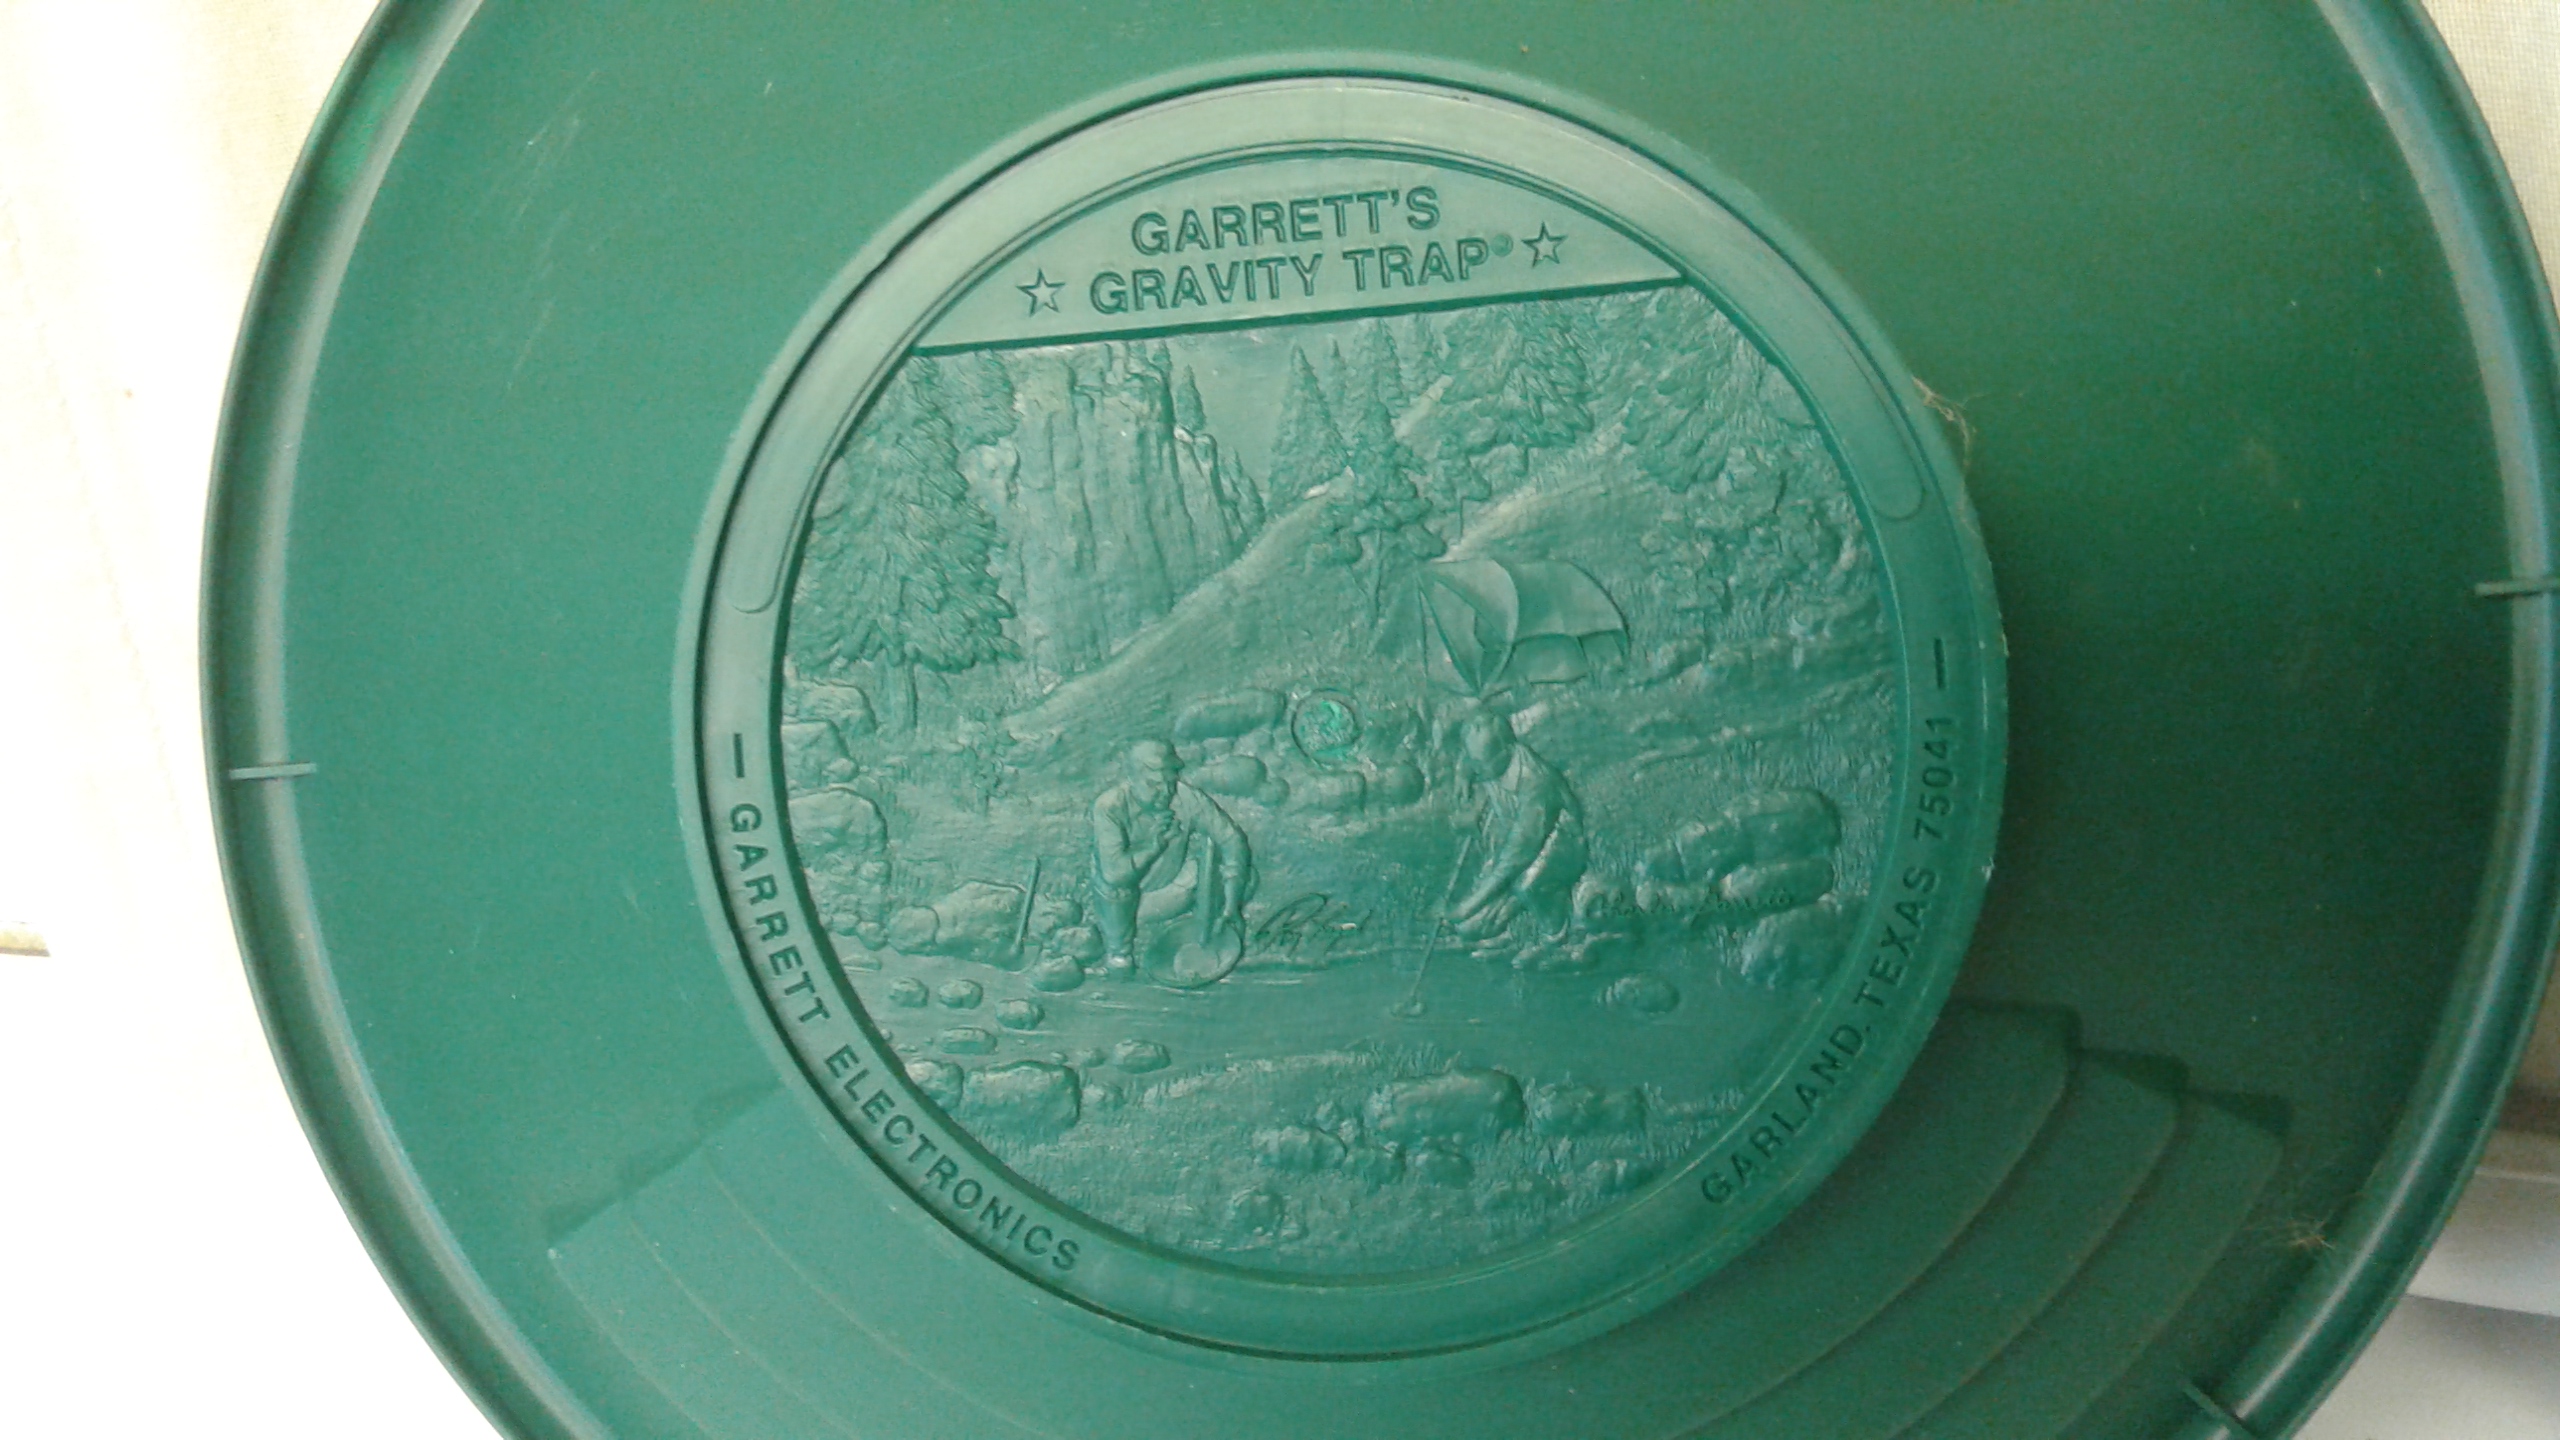 GARRETT'S
☆ GRAVITY TRAP® ☆
— GARRETT ELECTRONICS
GARLAND, TEXAS 75041 —